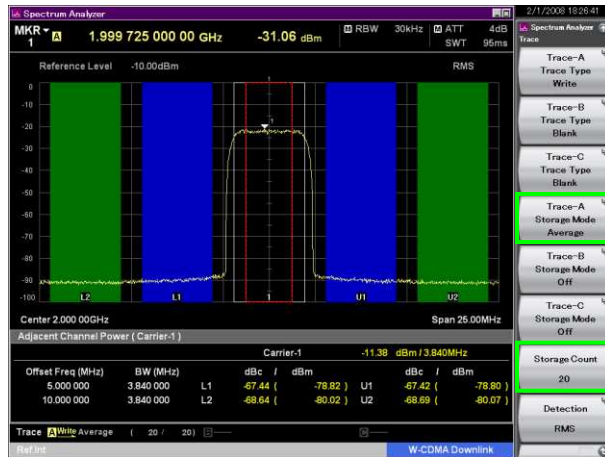 Spectrum Analyzer
MKR 1 A 1.999 725 000 00 GHz -31.06 dBm RBW 30kHz ATT 4dB
SWT 95ms
Reference Level -10.00dBm RMS
0
-10
-20
-30
-40
-50
-60
-70
-80
-90
-100
1
1
L2 L1 1 U1 U2
Center 2.000 00GHz Span 25.00MHz
Adjacent Channel Power ( Carrier-1 )
Carrier-1 -11.38 dBm / 3.840MHz
Offset Freq (MHz) BW (MHz) dBc / dBm dBc / dBm
5.000 000 3.840 000 L1 -67.44 ( -78.82 ) U1 -67.42 ( -78.80 )
10.000 000 3.840 000 L2 -68.64 ( -80.02 ) U2 -68.69 ( -80.07 )
Trace A Write Average ( 20 / 20)
Ref.Int W-CDMA Downlink
2/1/2008 18:26:41
Spectrum Analyzer
Trace
Trace-A
Trace Type
Write
Trace-B
Trace Type
Blank
Trace-C
Trace Type
Blank
Trace-A
Storage Mode
Average
Trace-B
Storage Mode
Off
Trace-C
Storage Mode
Off
Storage Count
20
Detection
RMS